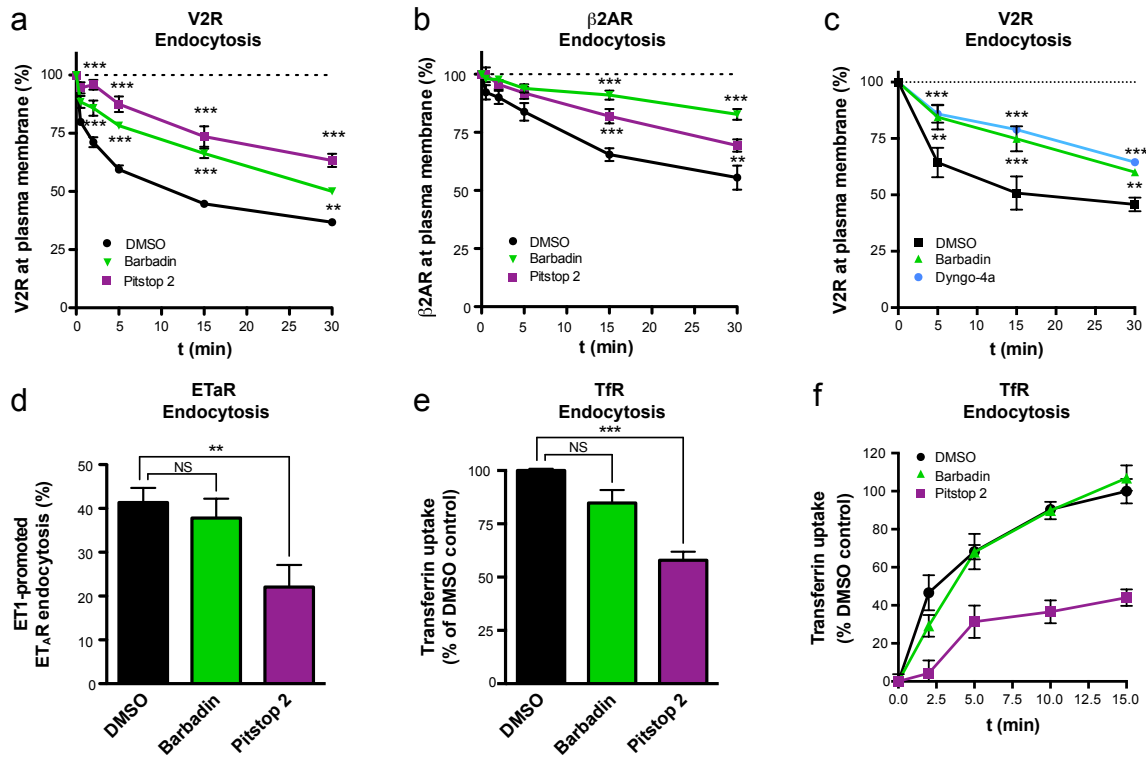 a
V2R
Endocytosis
V2R at plasma membrane (%)
100
75
50
25
0
***
***
***
***
***
***
***
***
**
DMSO
Barbadin
Pitstop 2
0 5 10 15 20 25 30
t (min)
b
β2AR
Endocytosis
β2AR at plasma membrane (%)
100
75
50
25
0
***
***
***
**
DMSO
Barbadin
Pitstop 2
0 5 10 15 20 25 30
t (min)
c
V2R
Endocytosis
V2R at plasma membrane (%)
100
75
50
25
0
***
**
***
***
***
**
DMSO
Barbadin
Dyngo-4a
0 5 10 15 20 25 30
t (min)
d
ETaR
Endocytosis
ET1-promoted
ETAR endocytosis (%)
50
40
30
20
10
0
**
NS
DMSO
Barbadin
Pitstop 2
e
TfR
Endocytosis
Transferrin uptake
(% of DMSO control)
100
75
50
25
0
***
NS
DMSO
Barbadin
Pitstop 2
f
TfR
Endocytosis
Transferrin uptake
(% DMSO control)
120
100
80
60
40
20
0
DMSO
Barbadin
Pitstop 2
0.0 2.5 5.0 7.5 10.0 12.5 15.0
t (min)